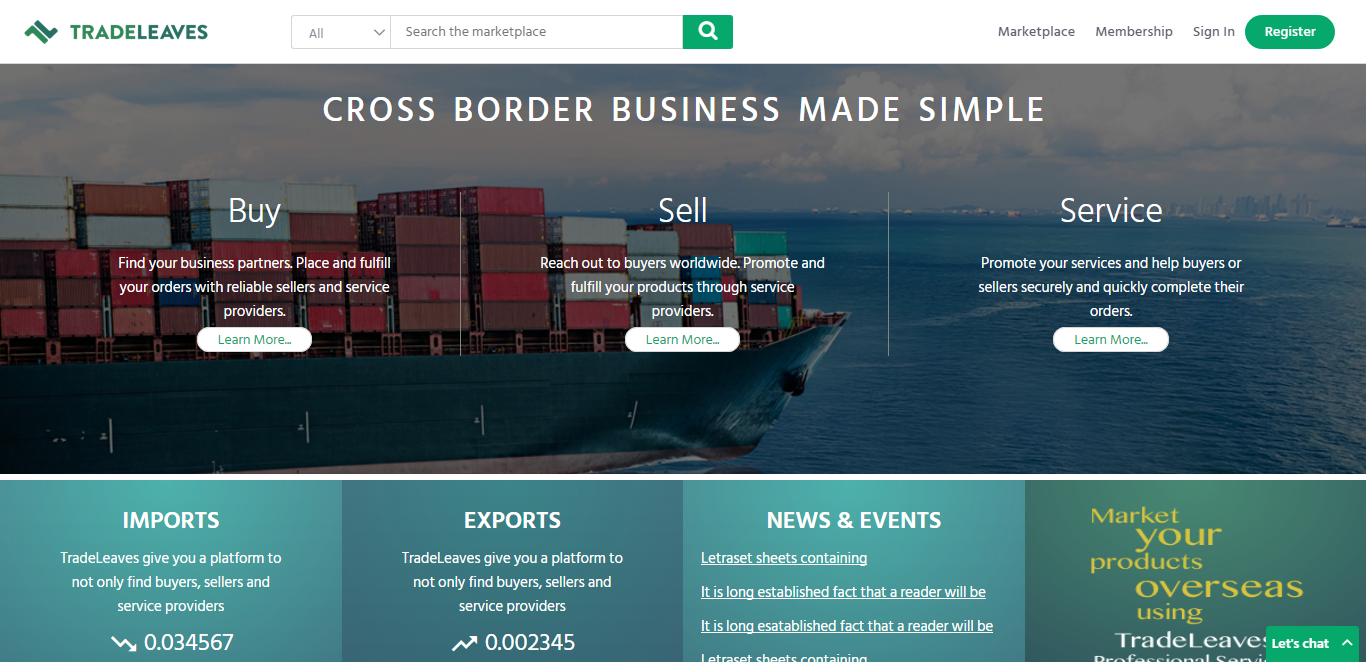 TRADELEAVES
All
Search the marketplace
Marketplace
Membership
Sign In
Register
CROSS BORDER BUSINESS MADE SIMPLE
Buy
Find your business partners. Place and fulfill
your orders with reliable sellers and service
providers.
Learn More...
Sell
Reach out to buyers worldwide. Promote and
fulfill your products through service
providers.
Learn More...
Service
Promote your services and help buyers or
sellers securely and quickly complete their
orders.
Learn More...
IMPORTS
TradeLeaves give you a platform to
not only find buyers, sellers and
service providers
0.034567
EXPORTS
TradeLeaves give you a platform to
not only find buyers, sellers and
service providers
0.002345
NEWS & EVENTS
Letraset sheets containing
It is long established fact that a reader will be
It is long esatablished fact that a reader will be
Letraset sheets containing
Market
your
products
overseas
using
TradeLeaves
Professional
Let's chat